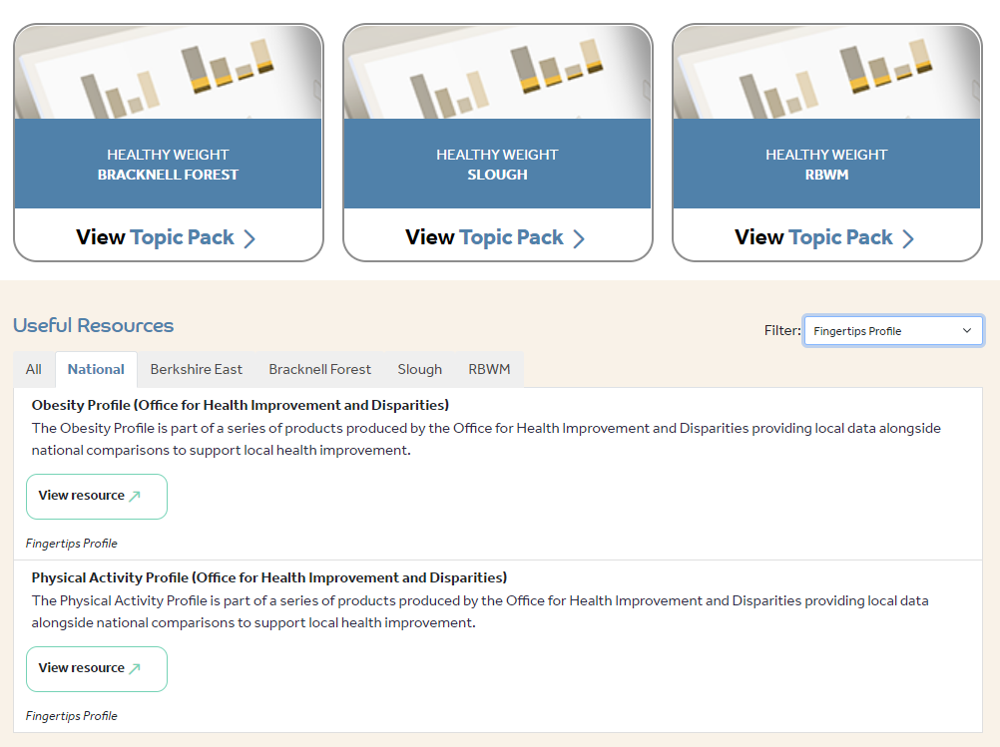 HEALTHY WEIGHT
BRACKNELL FOREST
View Topic Pack
HEALTHY WEIGHT
SLOUGH
View Topic Pack
HEALTHY WEIGHT
RBWM
View Topic Pack
Useful Resources
Filter: Fingertips Profile
All National Berkshire East Bracknell Forest Slough RBWM
Obesity Profile (Office for Health Improvement and Disparities)
The Obesity Profile is part of a series of products produced by the Office for Health Improvement and Disparities providing local data alongside
national comparisons to support local health improvement.
View resource
Fingertips Profile
Physical Activity Profile (Office for Health Improvement and Disparities)
The Physical Activity Profile is part of a series of products produced by the Office for Health Improvement and Disparities providing local data
alongside national comparisons to support local health improvement.
View resource
Fingertips Profile